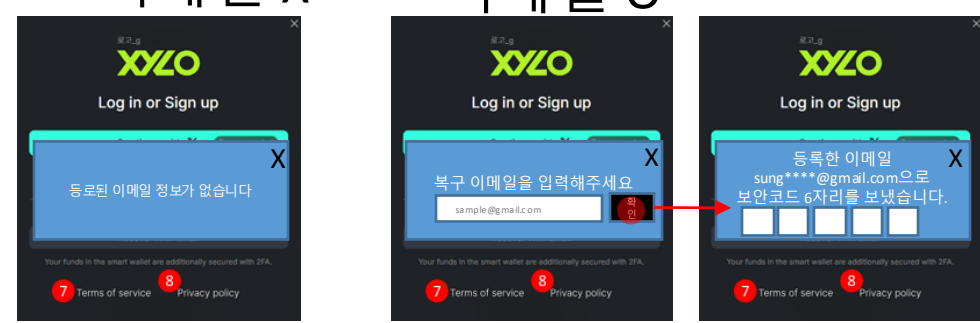 로고_g
XYLO
Log in or Sign up
X
등로된 이메일 정보가 없습니다
Your funds in the smart wallet are additionally secured with 2FA.
7 Terms of service 8 Privacy policy
로고_g
XYLO
Log in or Sign up
X
복구 이메일을 입력해주세요
sample@gmail.com
확인
Your funds in the smart wallet are additionally secured with 2FA.
7 Terms of service 8 Privacy policy
로고_g
XYLO
Log in or Sign up
X
등록한 이메일
sung****@gmail.com으로
보안코드 6자리를 보냈습니다.
Your funds in the smart wallet are additionally secured with 2FA.
7 Terms of service 8 Privacy policy